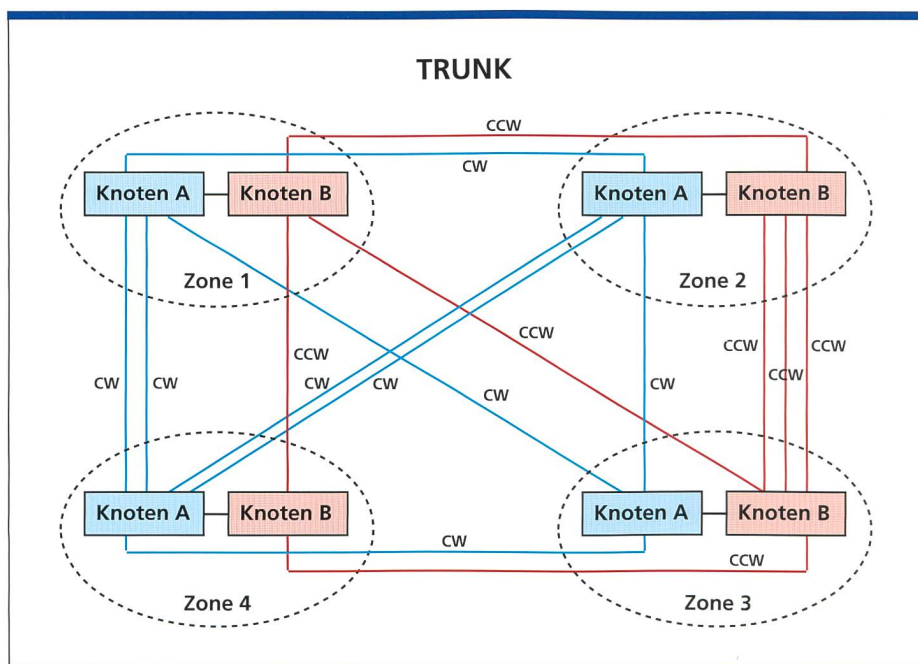 TRUNK
CCW
CW
Knoten A
Knoten B
Knoten A
Knoten B
Zone 1
Zone 2
CCW
CCW
CCW
CCW
CCW
CW
CW
CW
CW
CW
CW
Knoten A
Knoten B
Knoten A
Knoten B
CW
CCW
Zone 4
Zone 3